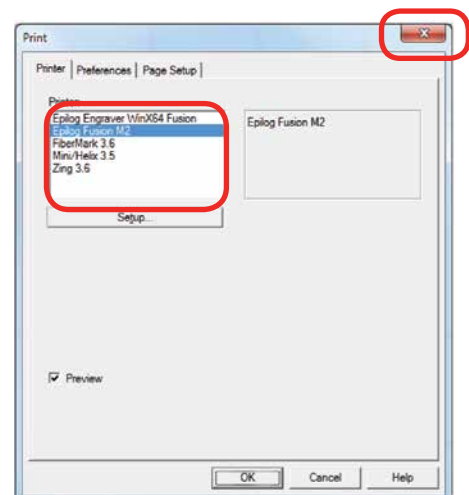 Print
Printer Preferences Page Setup
Printer
Epilog Engraver WinX64 Fusion
Epilog Fusion M2
FiberMark 3.6
Mini/Helix 3.5
Zing 3.6
Epilog Fusion M2
Setup...
Preview
OK Cancel Help